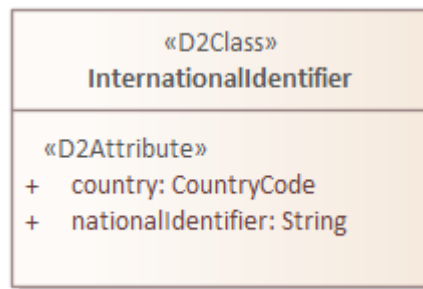 «D2Class»
InternationalIdentifier
«D2Attribute»
+ country: CountryCode
+ nationalIdentifier: String